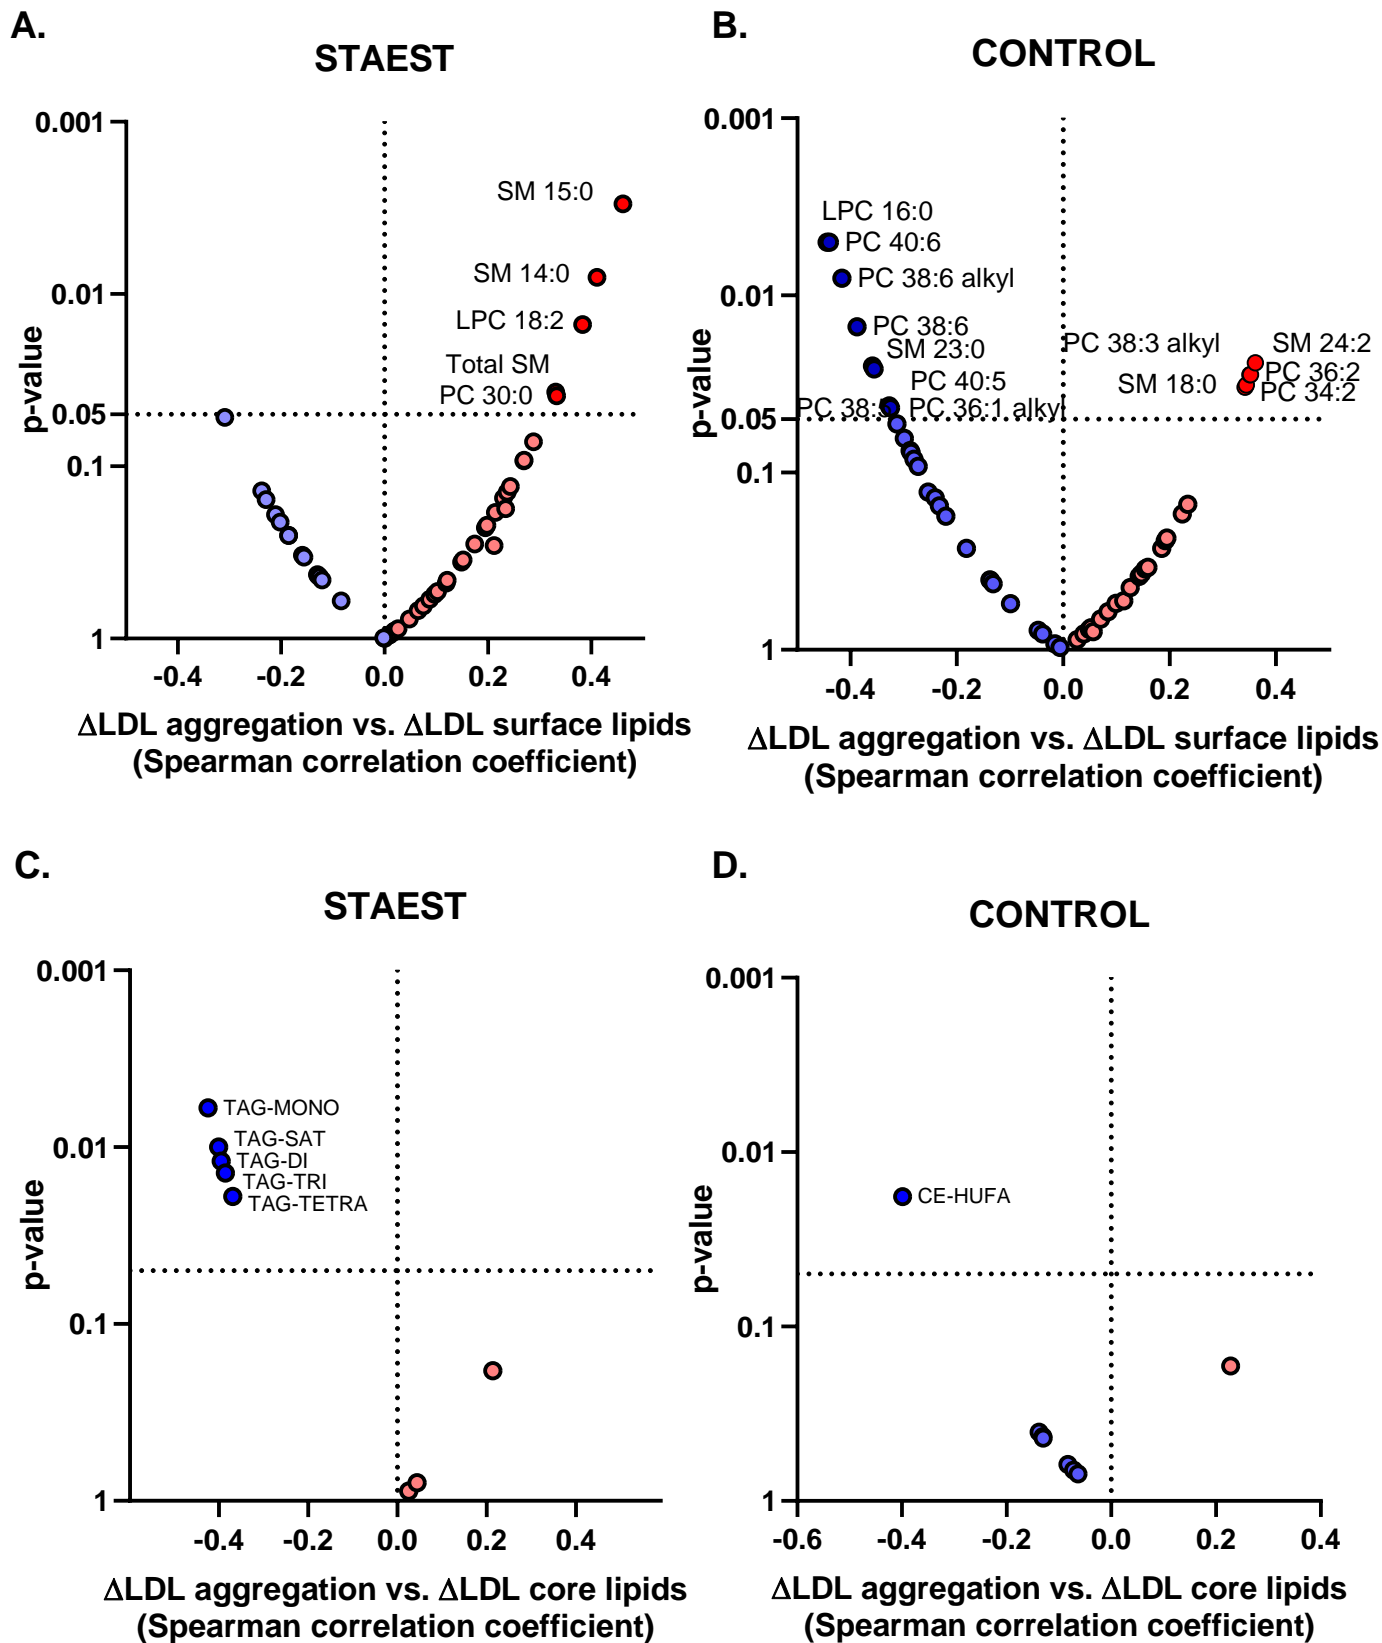 A.
STAEST
0.001
0.01
0.05
0.1
1
p-value
SM 15:0
SM 14:0
LPC 18:2
Total SM
PC 30:0
-0.4
-0.2
0.0
0.2
0.4
ΔLDL aggregation vs. ΔLDL surface lipids
(Spearman correlation coefficient)
B.
CONTROL
0.001
0.01
0.05
0.1
1
p-value
LPC 16:0
PC 40:6
PC 38:6 alkyl
PC 38:6
SM 23:0
PC 40:5
PC 36:1 alkyl
PC 38:3 alkyl
SM 24:2
PC 36:2
SM 18:0
PC 34:2
-0.4
-0.2
0.0
0.2
0.4
ΔLDL aggregation vs. ΔLDL surface lipids
(Spearman correlation coefficient)
C.
STAEST
0.001
0.01
0.1
1
p-value
TAG-MONO
TAG-SAT
TAG-DI
TAG-TRI
TAG-TETRA
-0.4
-0.2
0.0
0.2
0.4
ΔLDL aggregation vs. ΔLDL core lipids
(Spearman correlation coefficient)
D.
CONTROL
0.001
0.01
0.1
1
p-value
CE-HUFA
-0.6
-0.4
-0.2
0.0
0.2
0.4
ΔLDL aggregation vs. ΔLDL core lipids
(Spearman correlation coefficient)